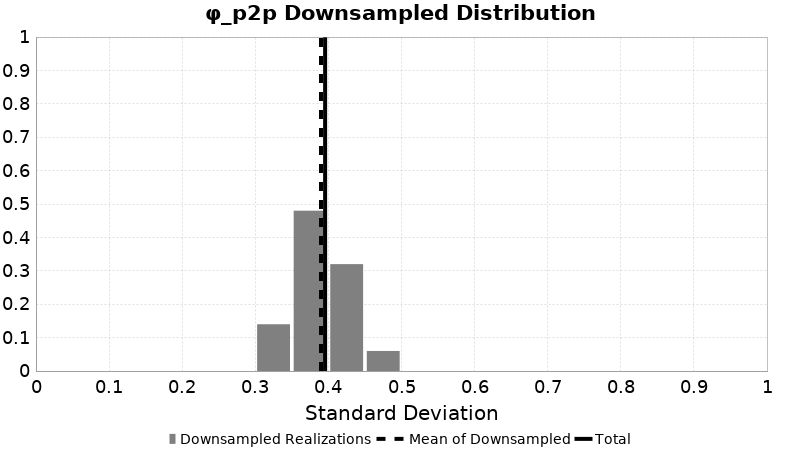 φ_p2p Downsampled Distribution
1
0.9
0.8
0.7
0.6
0.5
0.4
0.3
0.2
0.1
0
0 0.1 0.2 0.3 0.4 0.5 0.6 0.7 0.8 0.9 1
Standard Deviation
Downsampled Realizations Mean of Downsampled Total